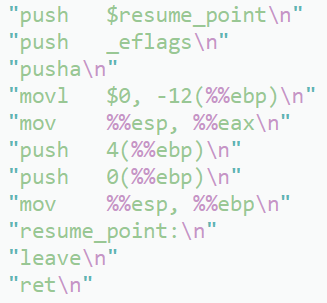 "push   $resume_point\n"
"push   _eflags\n"
"pusha\n"
"movl   $0, -12(%%ebp)\n"
"mov    %%esp, %%eax\n"
"push   4(%%ebp)\n"
"push   0(%%ebp)\n"
"mov    %%esp, %%ebp\n"
"resume_point:\n"
"leave\n"
"ret\n"